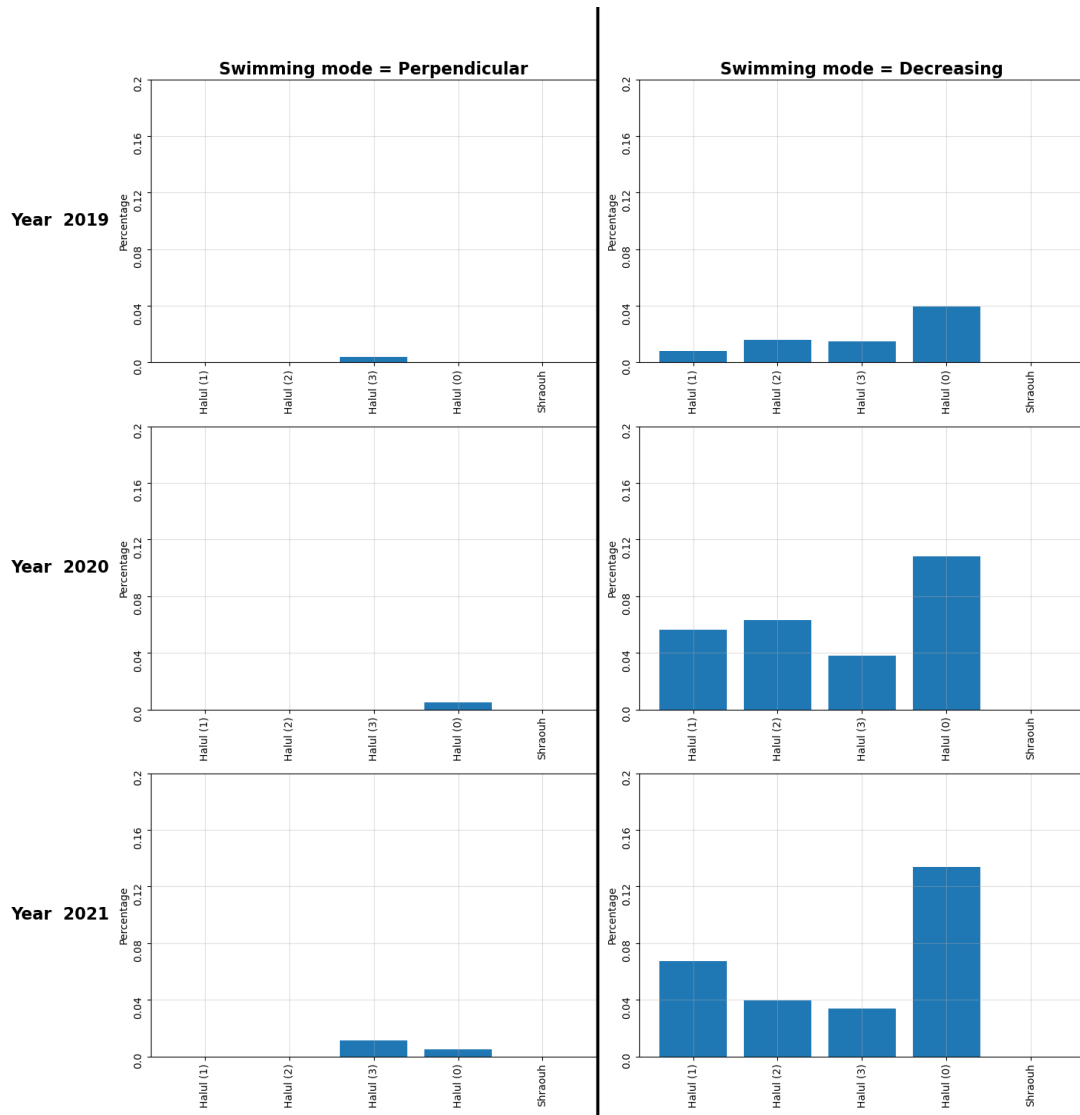 Swimming mode = Perpendicular
Swimming mode = Decreasing
Year 2019
Percentage
0.2
0.16
0.12
0.08
0.04
0.0
Halul (1)
Halul (2)
Halul (3)
Halul (0)
Shraouh
Percentage
0.2
0.16
0.12
0.08
0.04
0.0
Halul (1)
Halul (2)
Halul (3)
Halul (0)
Shraouh
Year 2020
Percentage
0.2
0.16
0.12
0.08
0.04
0.0
Halul (1)
Halul (2)
Halul (3)
Halul (0)
Shraouh
Percentage
0.2
0.16
0.12
0.08
0.04
0.0
Halul (1)
Halul (2)
Halul (3)
Halul (0)
Shraouh
Year 2021
Percentage
0.2
0.16
0.12
0.08
0.04
0.0
Halul (1)
Halul (2)
Halul (3)
Halul (0)
Shraouh
Percentage
0.2
0.16
0.12
0.08
0.04
0.0
Halul (1)
Halul (2)
Halul (3)
Halul (0)
Shraouh